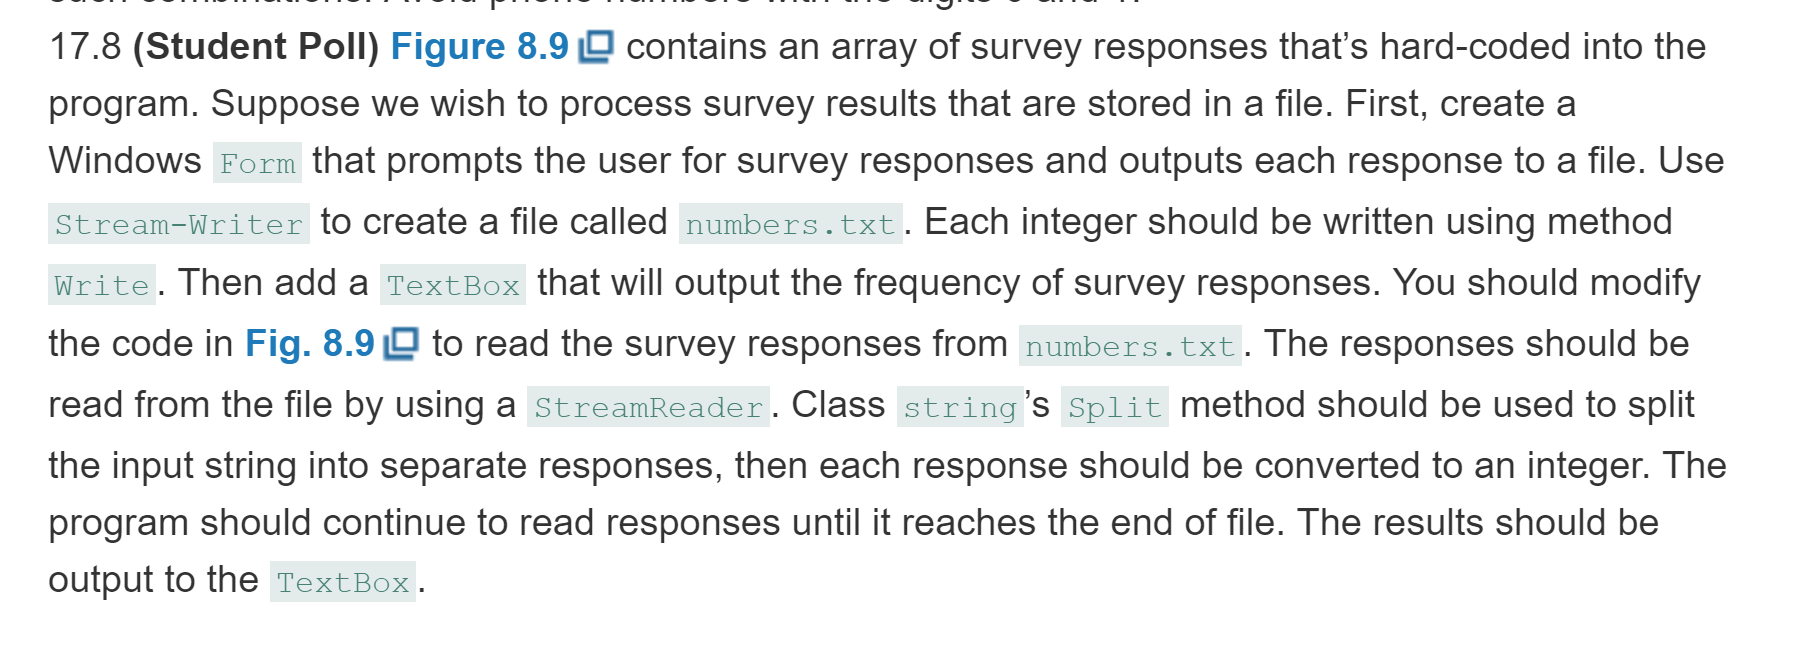 17.8 (Student Poll) Figure 8.9 contains an array of survey responses that’s hard-coded into the
program. Suppose we wish to process survey results that are stored in a file. First, create a
Windows Form that prompts the user for survey responses and outputs each response to a file. Use
Stream-Writer to create a file called numbers.txt. Each integer should be written using method
Write. Then add a TextBox that will output the frequency of survey responses. You should modify
the code in Fig. 8.9 to read the survey responses from numbers.txt. The responses should be
read from the file by using a StreamReader. Class string’s Split method should be used to split
the input string into separate responses, then each response should be converted to an integer. The
program should continue to read responses until it reaches the end of file. The results should be
output to the TextBox.